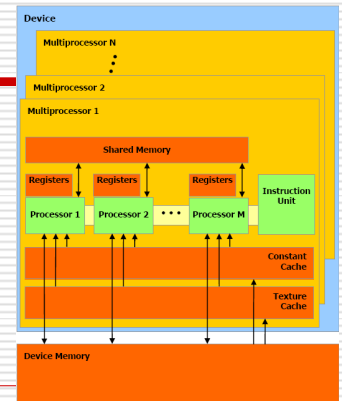 Device
Multiprocessor N
Multiprocessor 2
Multiprocessor 1
Shared Memory
Registers Registers Registers
Instruction
Unit
Processor 1 Processor 2 Processor M
Constant
Cache
Texture
Cache
Device Memory